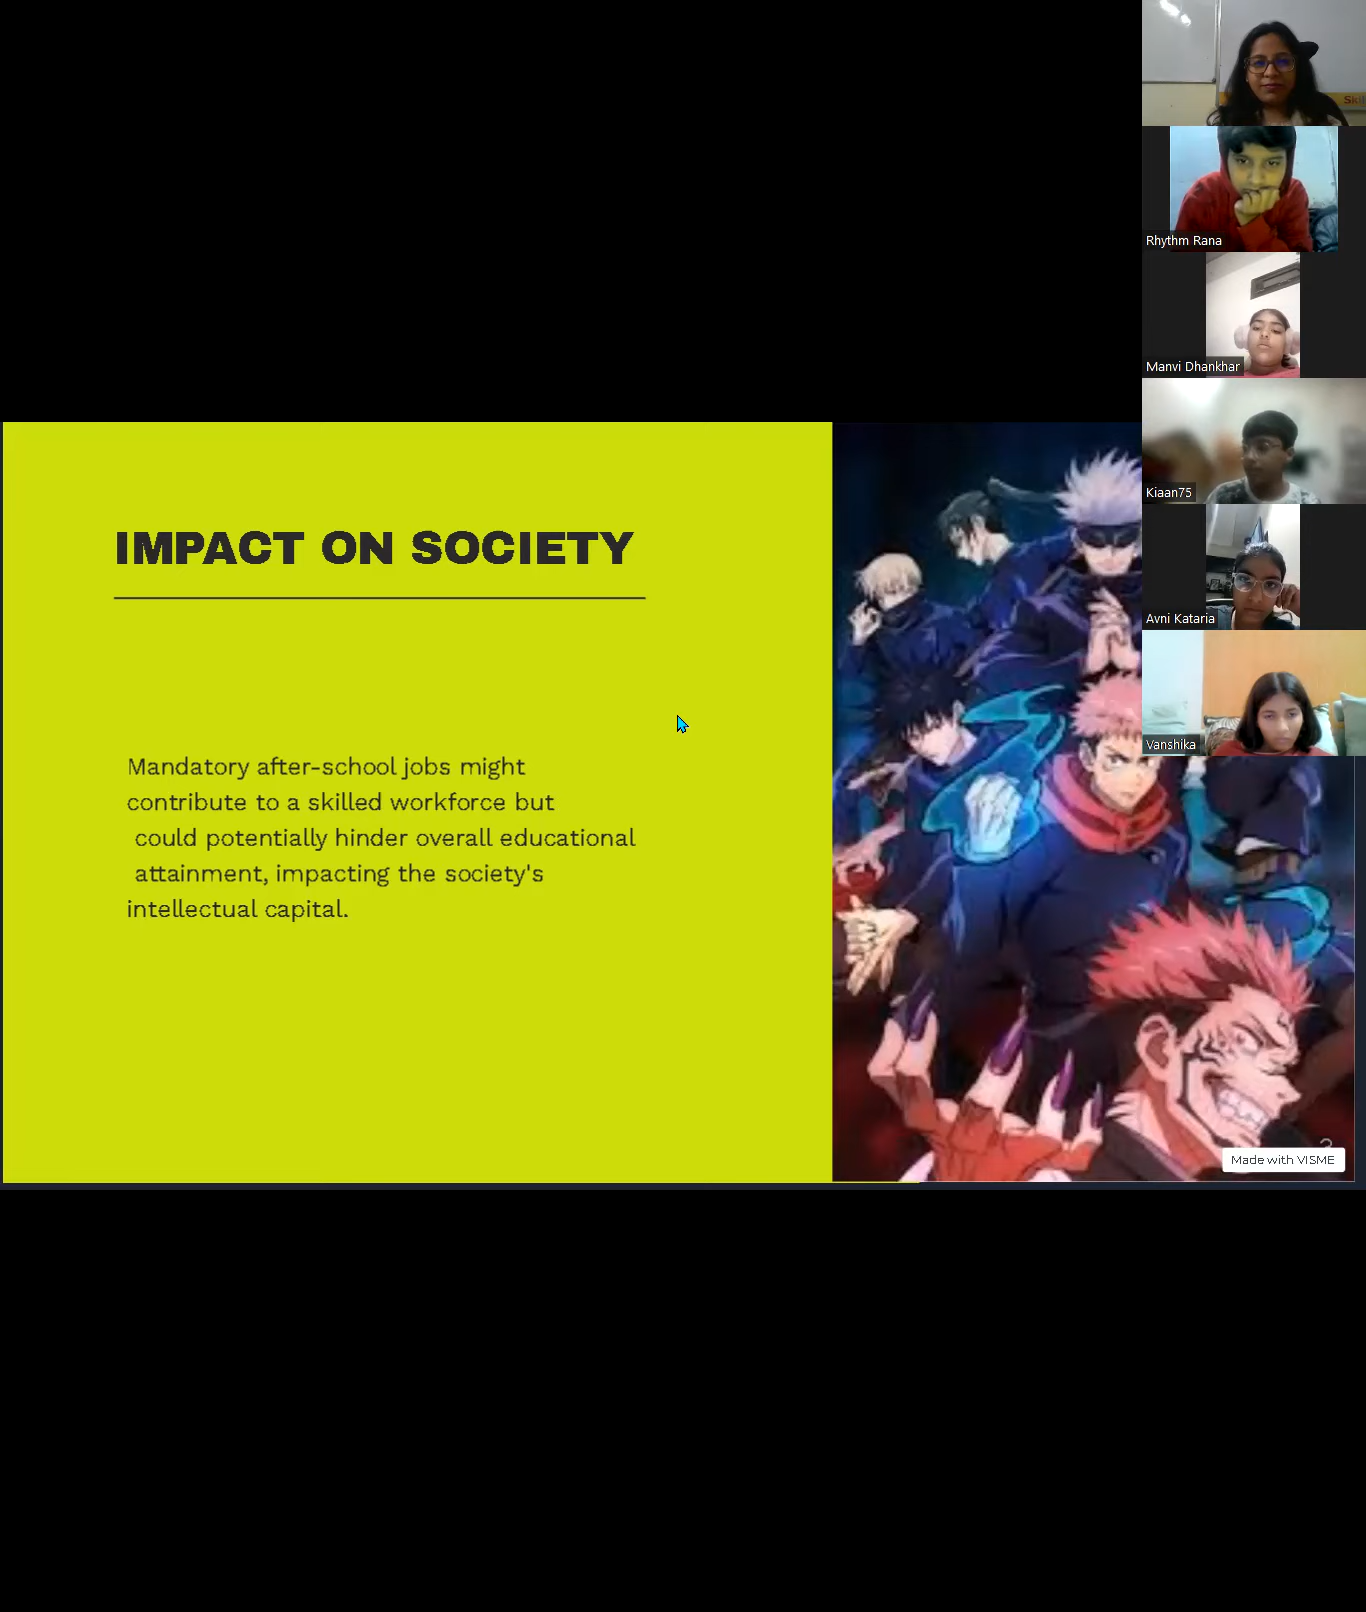 Skil
Rhythm Rana
Manvi Dhankhar
Kiaan75
Avni Kataria
Vanshika
IMPACT ON SOCIETY
Mandatory after-school jobs might
contribute to a skilled workforce but
could potentially hinder overall educational
attainment, impacting the society's
intellectual capital.
Made with VISME